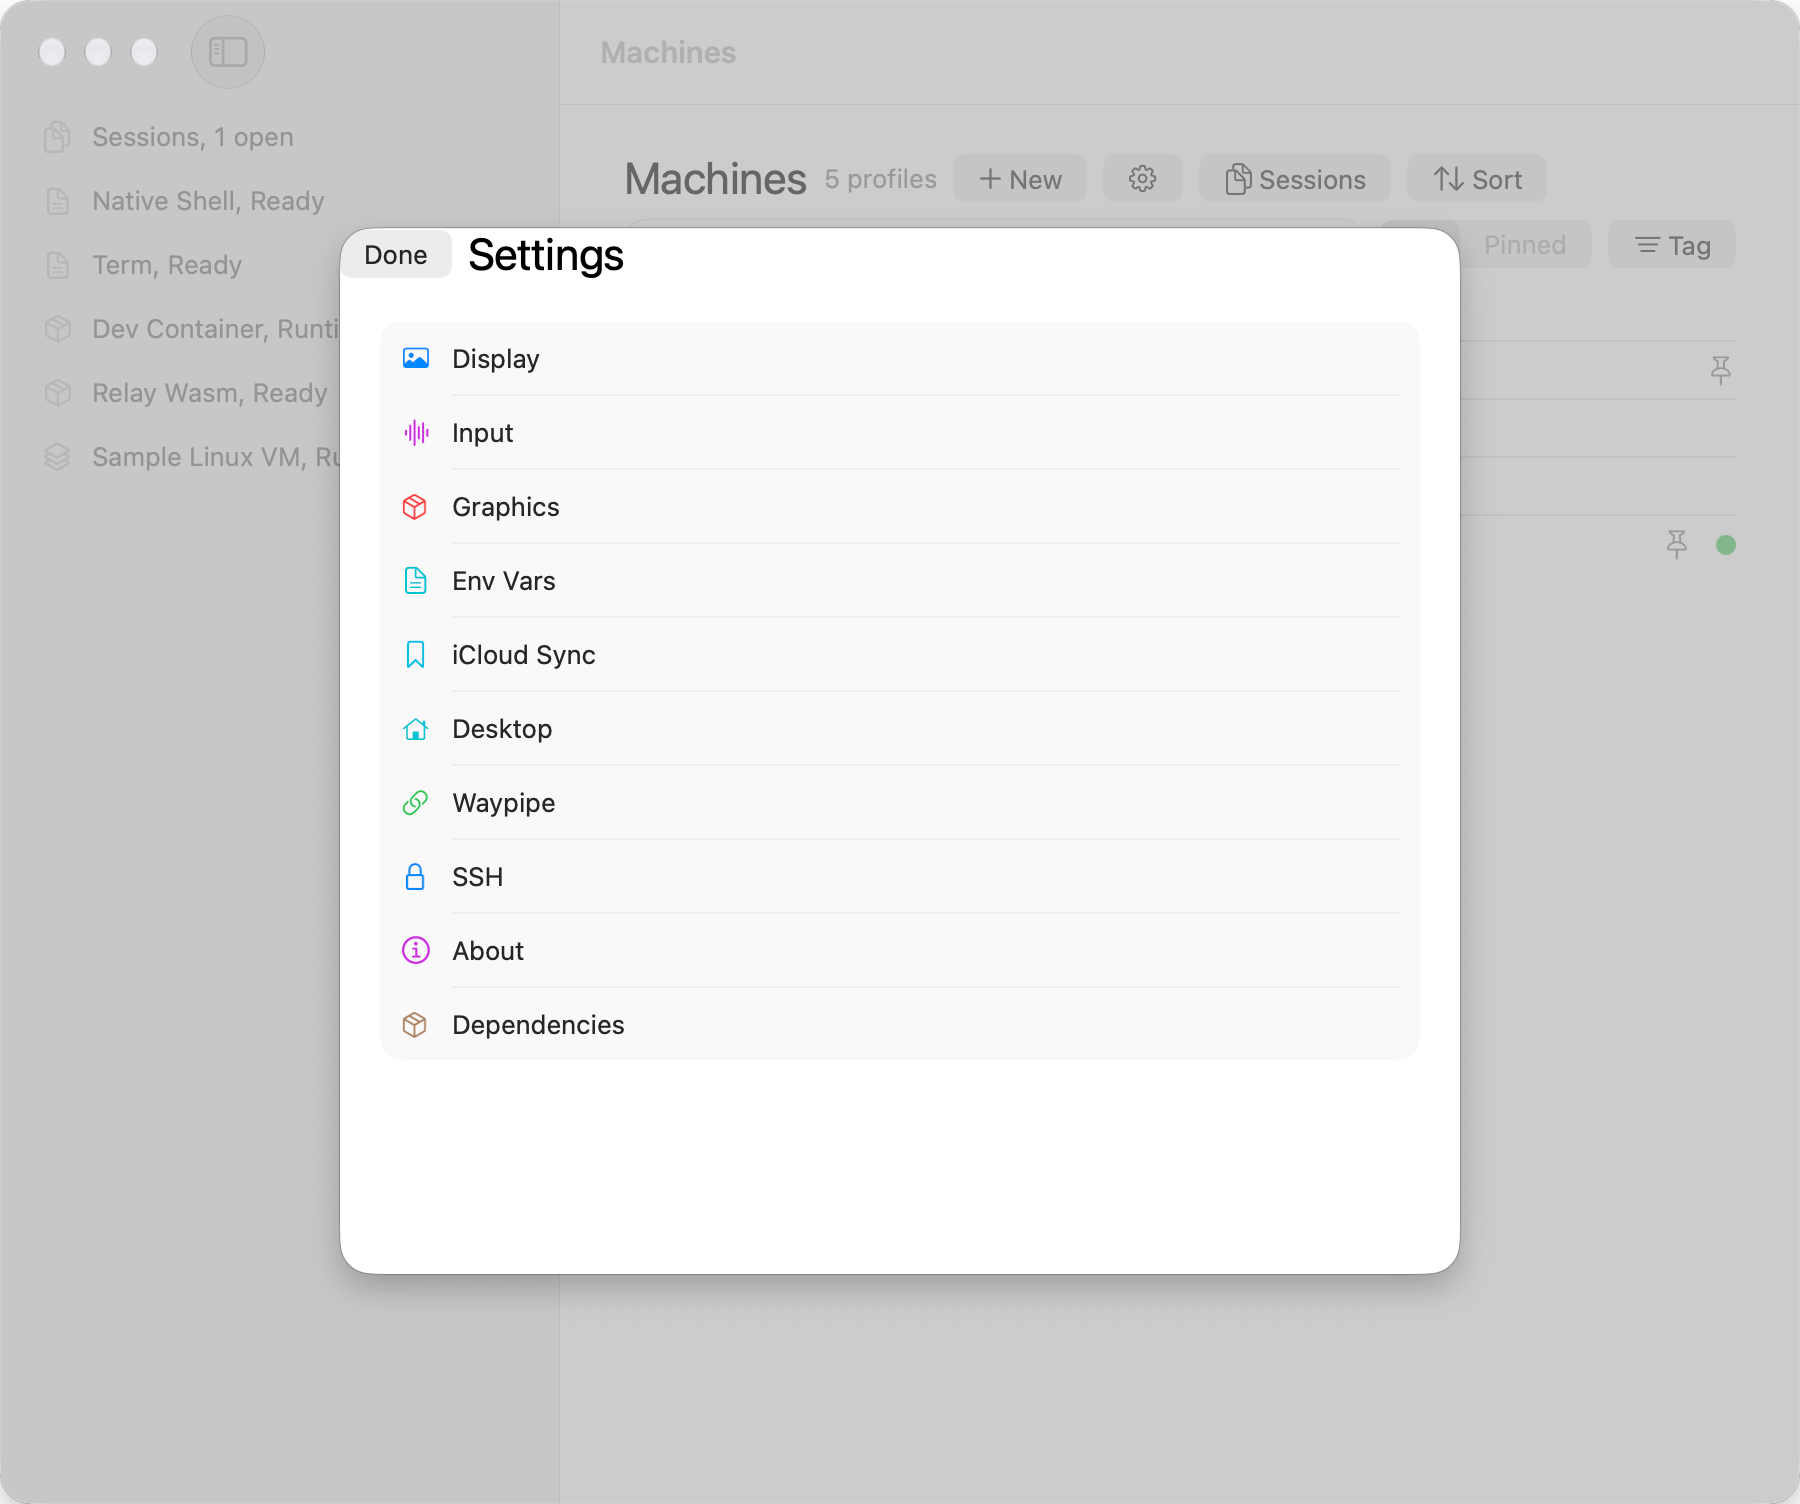 Machines
Sessions, 1 open
Native Shell, Ready
Term, Ready
Dev Container, Runti
Relay Wasm, Ready
Sample Linux VM, Ru
Machines 5 profiles New Sessions Sort
Pinned Tag
Done Settings
Display
Input
Graphics
Env Vars
iCloud Sync
Desktop
Waypipe
SSH
About
Dependencies